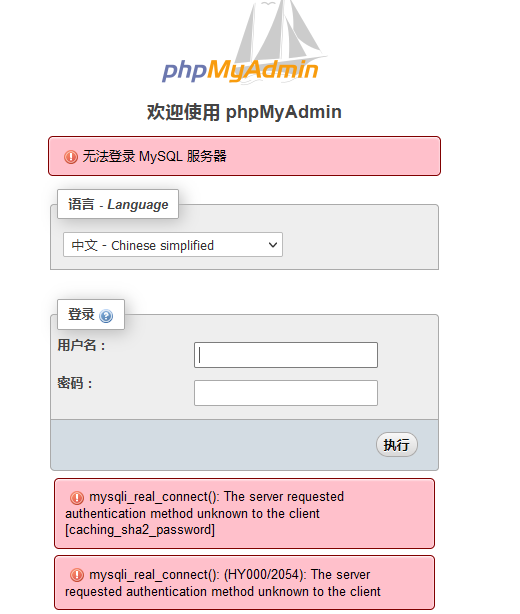 phpMyAdmin
欢迎使用 phpMyAdmin
无法登录 MySQL 服务器
语言 - Language
中文 - Chinese simplified
登录
用户名：
密码：
执行
mysqli_real_connect(): The server requested
authentication method unknown to the client
[caching_sha2_password]
mysqli_real_connect(): (HY000/2054): The server
requested authentication method unknown to the client